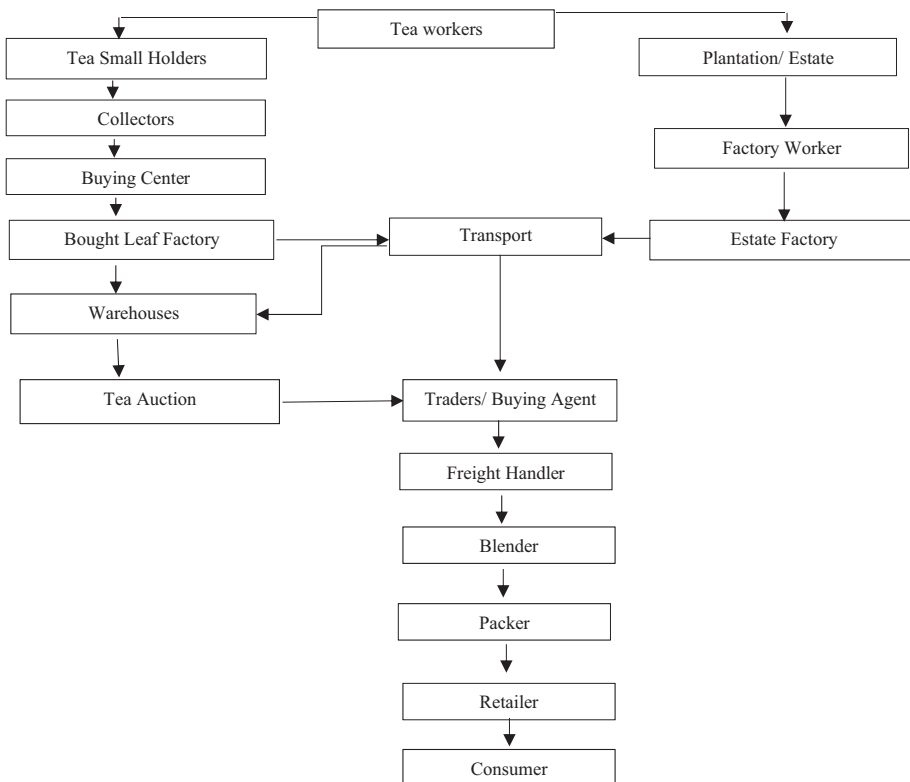 Tea workers
Tea Small Holders
Plantation/ Estate
Collectors
Factory Worker
Buying Center
Bought Leaf Factory
Transport
Estate Factory
Warehouses
Tea Auction
Traders/ Buying Agent
Freight Handler
Blender
Packer
Retailer
Consumer